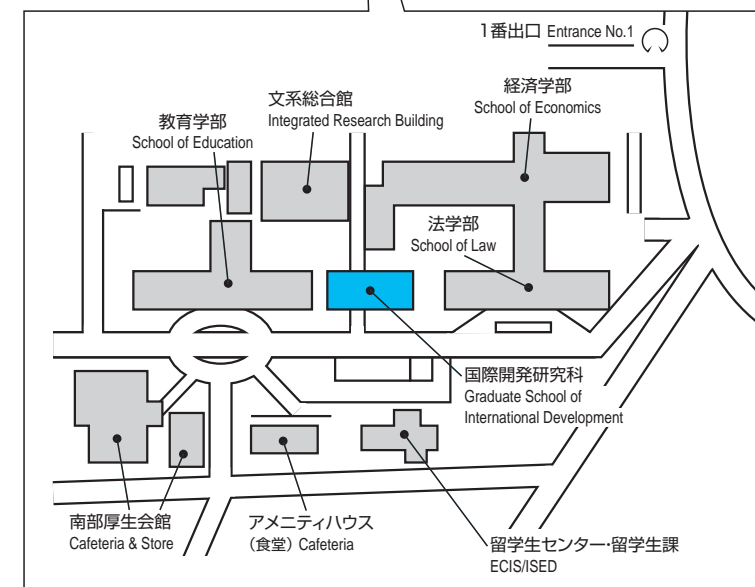 1番出口 Entrance No.1
経済学部
School of Economics
文系総合館
Integrated Research Building
教育学部
School of Education
法学部
School of Law
国際開発研究科
Graduate School of
International Development
南部厚生会館
Cafeteria & Store
アメニティハウス
（食堂）Cafeteria
留学生センター・留学生課
ECIS/ISED